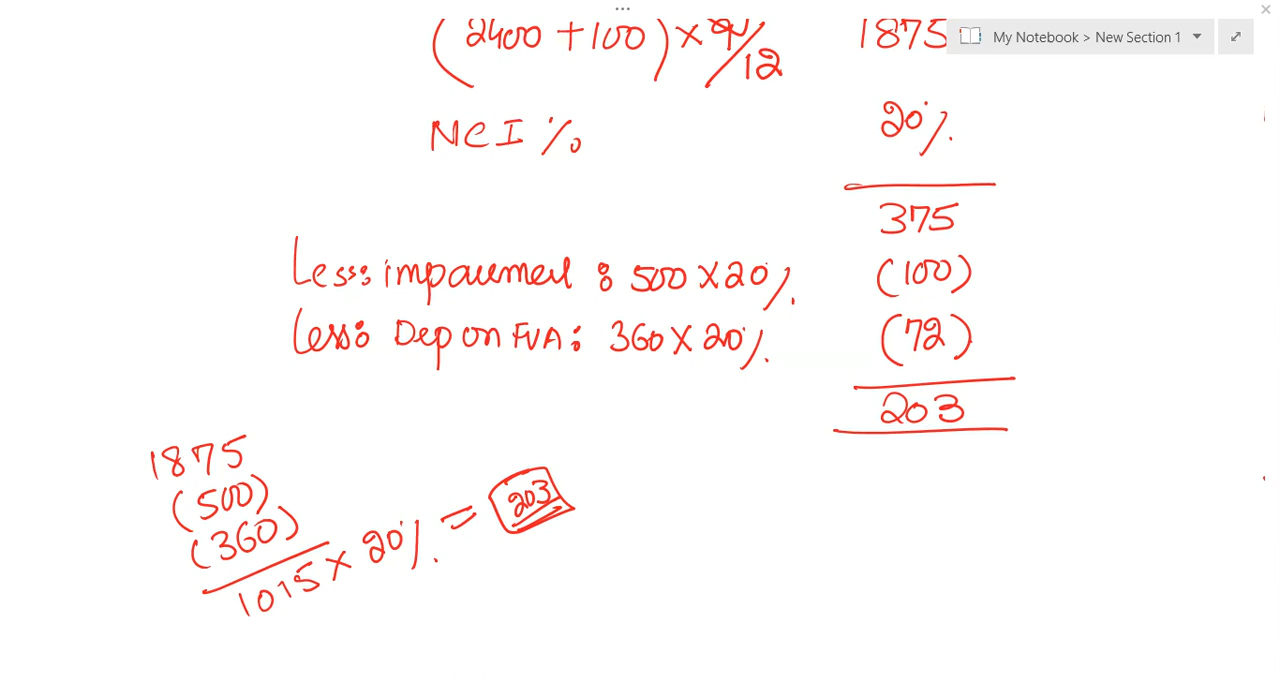 (2400 + 100) × 9/12 1875
My Notebook > New Section 1
NCI % 20%
375
Less: impairment : 500 × 20% (100)
Less: Dep on FVA: 360 × 20% (72)
203
1875
(500)
(360)
1015 × 20% = 203